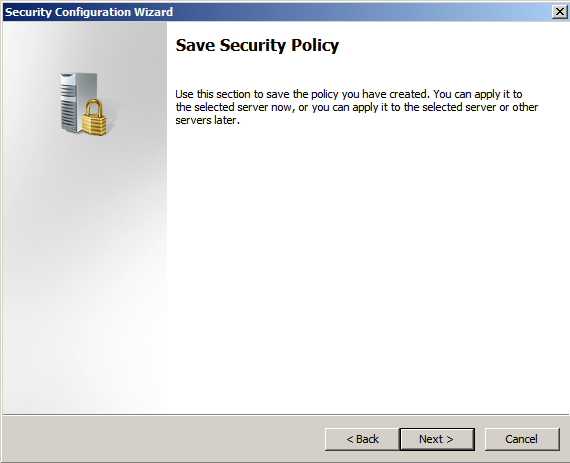 Security Configuration Wizard
Save Security Policy
Use this section to save the policy you have created. You can apply it to
the selected server now, or you can apply it to the selected server or other
servers later.
< Back
Next >
Cancel